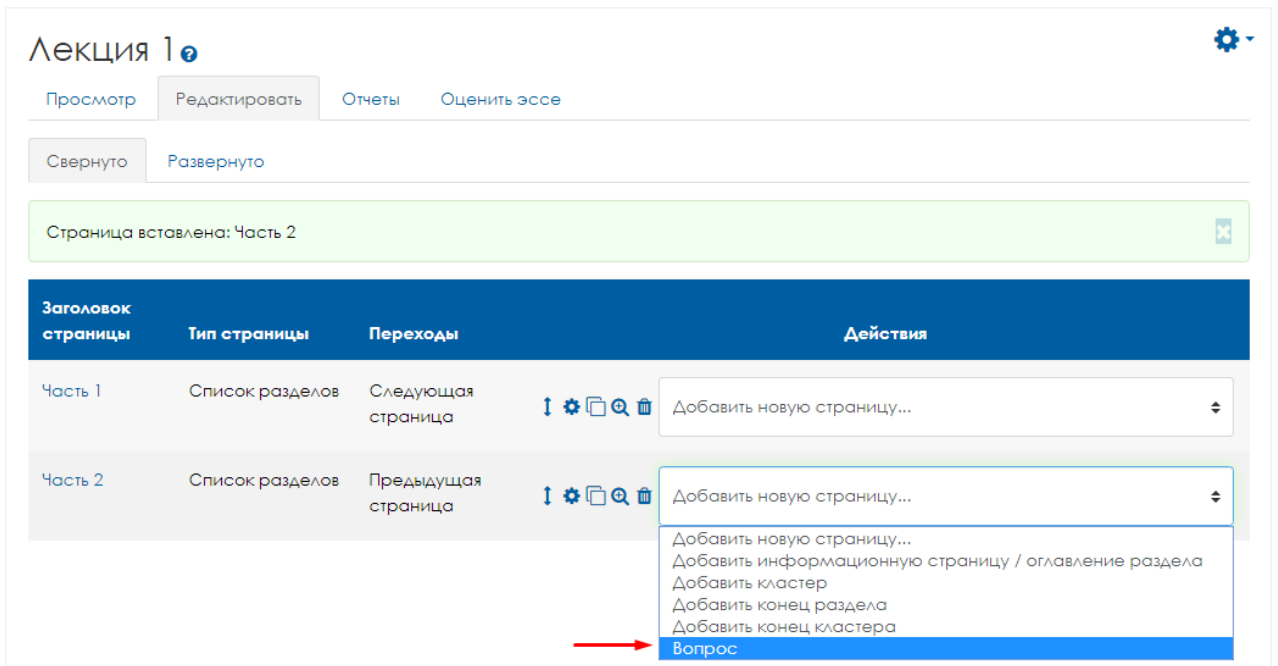 Лекция 1
Просмотр Редактировать Отчеты Оценить эссе
Свернуто Развернуто
Страница вставлена: Часть 2
Заголовок
страницы Тип страницы Переходы Действия
Часть 1 Список разделов Следующая
страница Добавить новую страницу...
Часть 2 Список разделов Предыдущая
страница Добавить новую страницу...
Добавить новую страницу...
Добавить информационную страницу / оглавление раздела
Добавить кластер
Добавить конец раздела
Добавить конец кластера
Вопрос